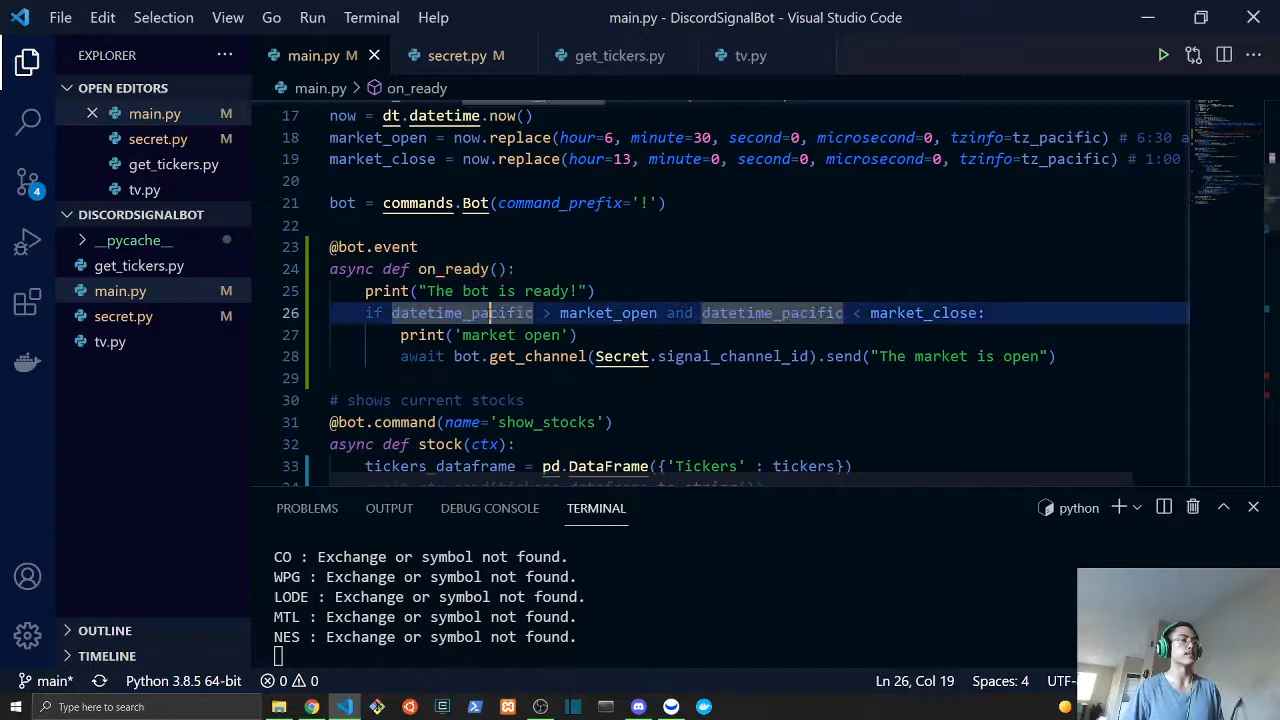 File Edit Selection View Go Run Terminal Help main.py - DiscordSignalBot - Visual Studio Code
EXPLORER
main.py M secret.py M get_tickers.py tv.py
OPEN EDITORS
main.py M
secret.py M
get_tickers.py
tv.py
DISCORDSIGNALBOT
__pycache__
get_tickers.py
main.py M
secret.py M
tv.py
OUTLINE
TIMELINE
4
main.py > on_ready
17 now = dt.datetime.now()
18 market_open = now.replace(hour=6, minute=30, second=0, microsecond=0, tzinfo=tz_pacific) # 6:30 a
19 market_close = now.replace(hour=13, minute=0, second=0, microsecond=0, tzinfo=tz_pacific) # 1:00
20
21 bot = commands.Bot(command_prefix='!')
22
23 @bot.event
24 async def on_ready():
25 print("The bot is ready!")
26 if datetime_pacific > market_open and datetime_pacific < market_close:
27 print('market open')
28 await bot.get_channel(Secret.signal_channel_id).send("The market is open")
29
30 # shows current stocks
31 @bot.command(name='show_stocks')
32 async def stock(ctx):
33 tickers_dataframe = pd.DataFrame({'Tickers' : tickers})
PROBLEMS OUTPUT DEBUG CONSOLE TERMINAL python
CO : Exchange or symbol not found.
WPG : Exchange or symbol not found.
LODE : Exchange or symbol not found.
MTL : Exchange or symbol not found.
NES : Exchange or symbol not found.
main* Python 3.8.5 64-bit 0 0 Ln 26, Col 19 Spaces: 4 UTF-
Type here to search